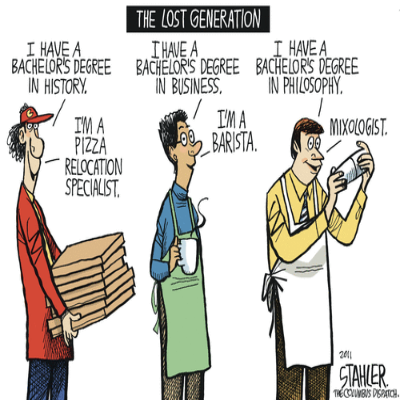 THE LOST GENERATION
I HAVE A
BACHELOR'S DEGREE
IN HISTORY.
I'M A
PIZZA
RELOCATION
SPECIALIST.
I HAVE A
BACHELOR'S DEGREE
IN BUSINESS.
I'M A
BARISTA.
I HAVE A
BACHELOR'S DEGREE
IN PHILOSOPHY.
MIXOLOGIST.
2011
STAHLER.
THE COLUMBUS DISPATCH.